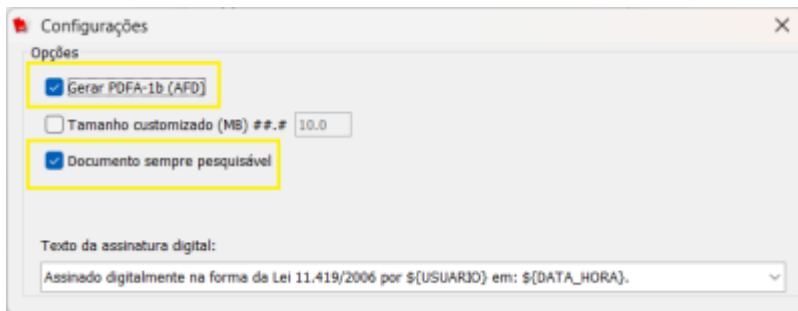 Configurações
Opções
Gerar PDFA-1b (AFD)
Tamanho customizado (MB) ##.# 10.0
Documento sempre pesquisável
Texto da assinatura digital:
Assinado digitalmente na forma da Lei 11.419/2006 por ${USUARIO} em: ${DATA_HORA}.